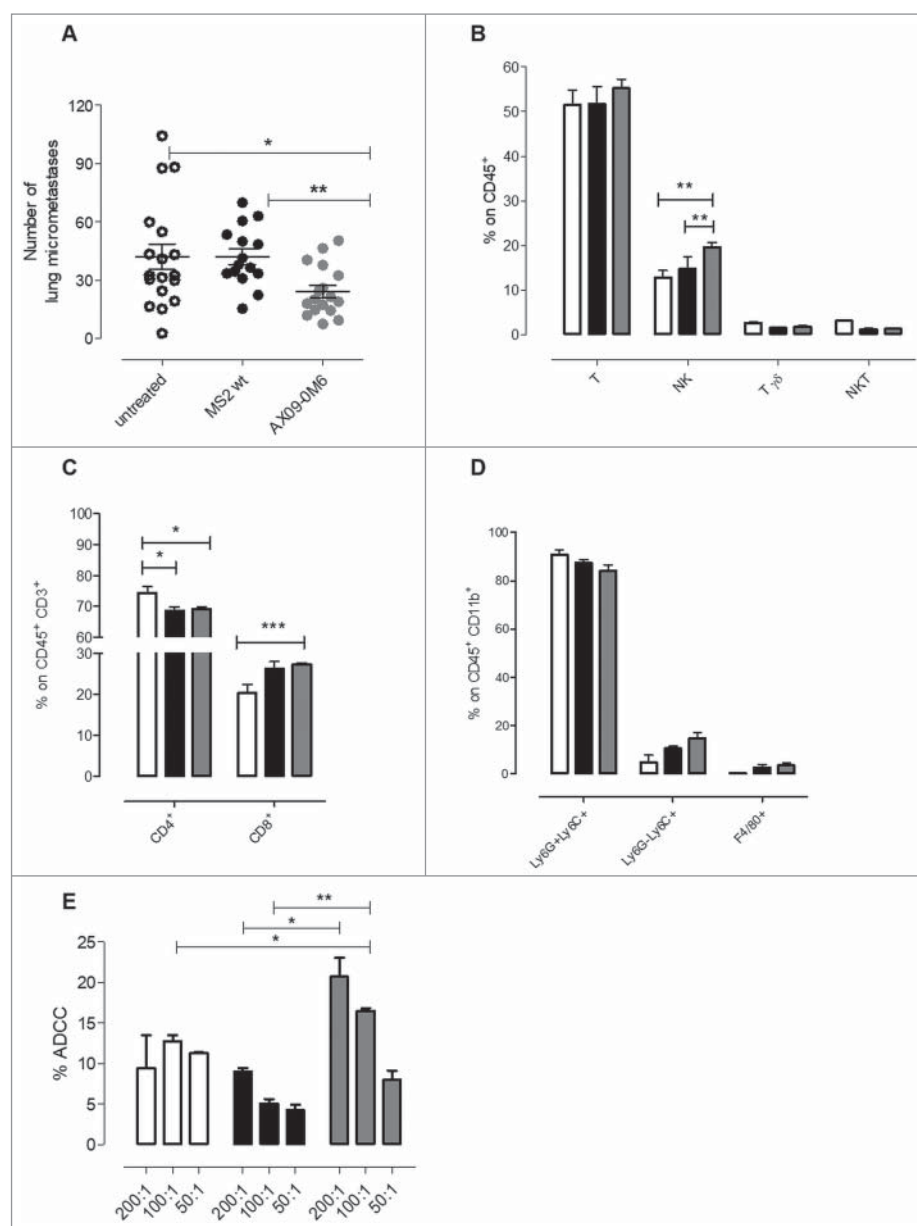 A
Number of
lung micrometastases
120
90
60
30
0
*
**
untreated
MS2 wt
AX09-0M6
B
% on CD45+
60
50
40
30
20
10
0
**
**
T
NK
T γδ
NKT
C
% on CD45+ CD3+
100
90
80
70
60
30
20
10
0
*
*
***
CD4+
CD8+
D
% on CD45+ CD11b+
100
80
60
40
20
0
Ly6G+Ly6C+
Ly6G-Ly6C+
F4/80+
E
% ADCC
25
20
15
10
5
0
**
*
*
200:1
100:1
50:1
200:1
100:1
50:1
200:1
100:1
50:1